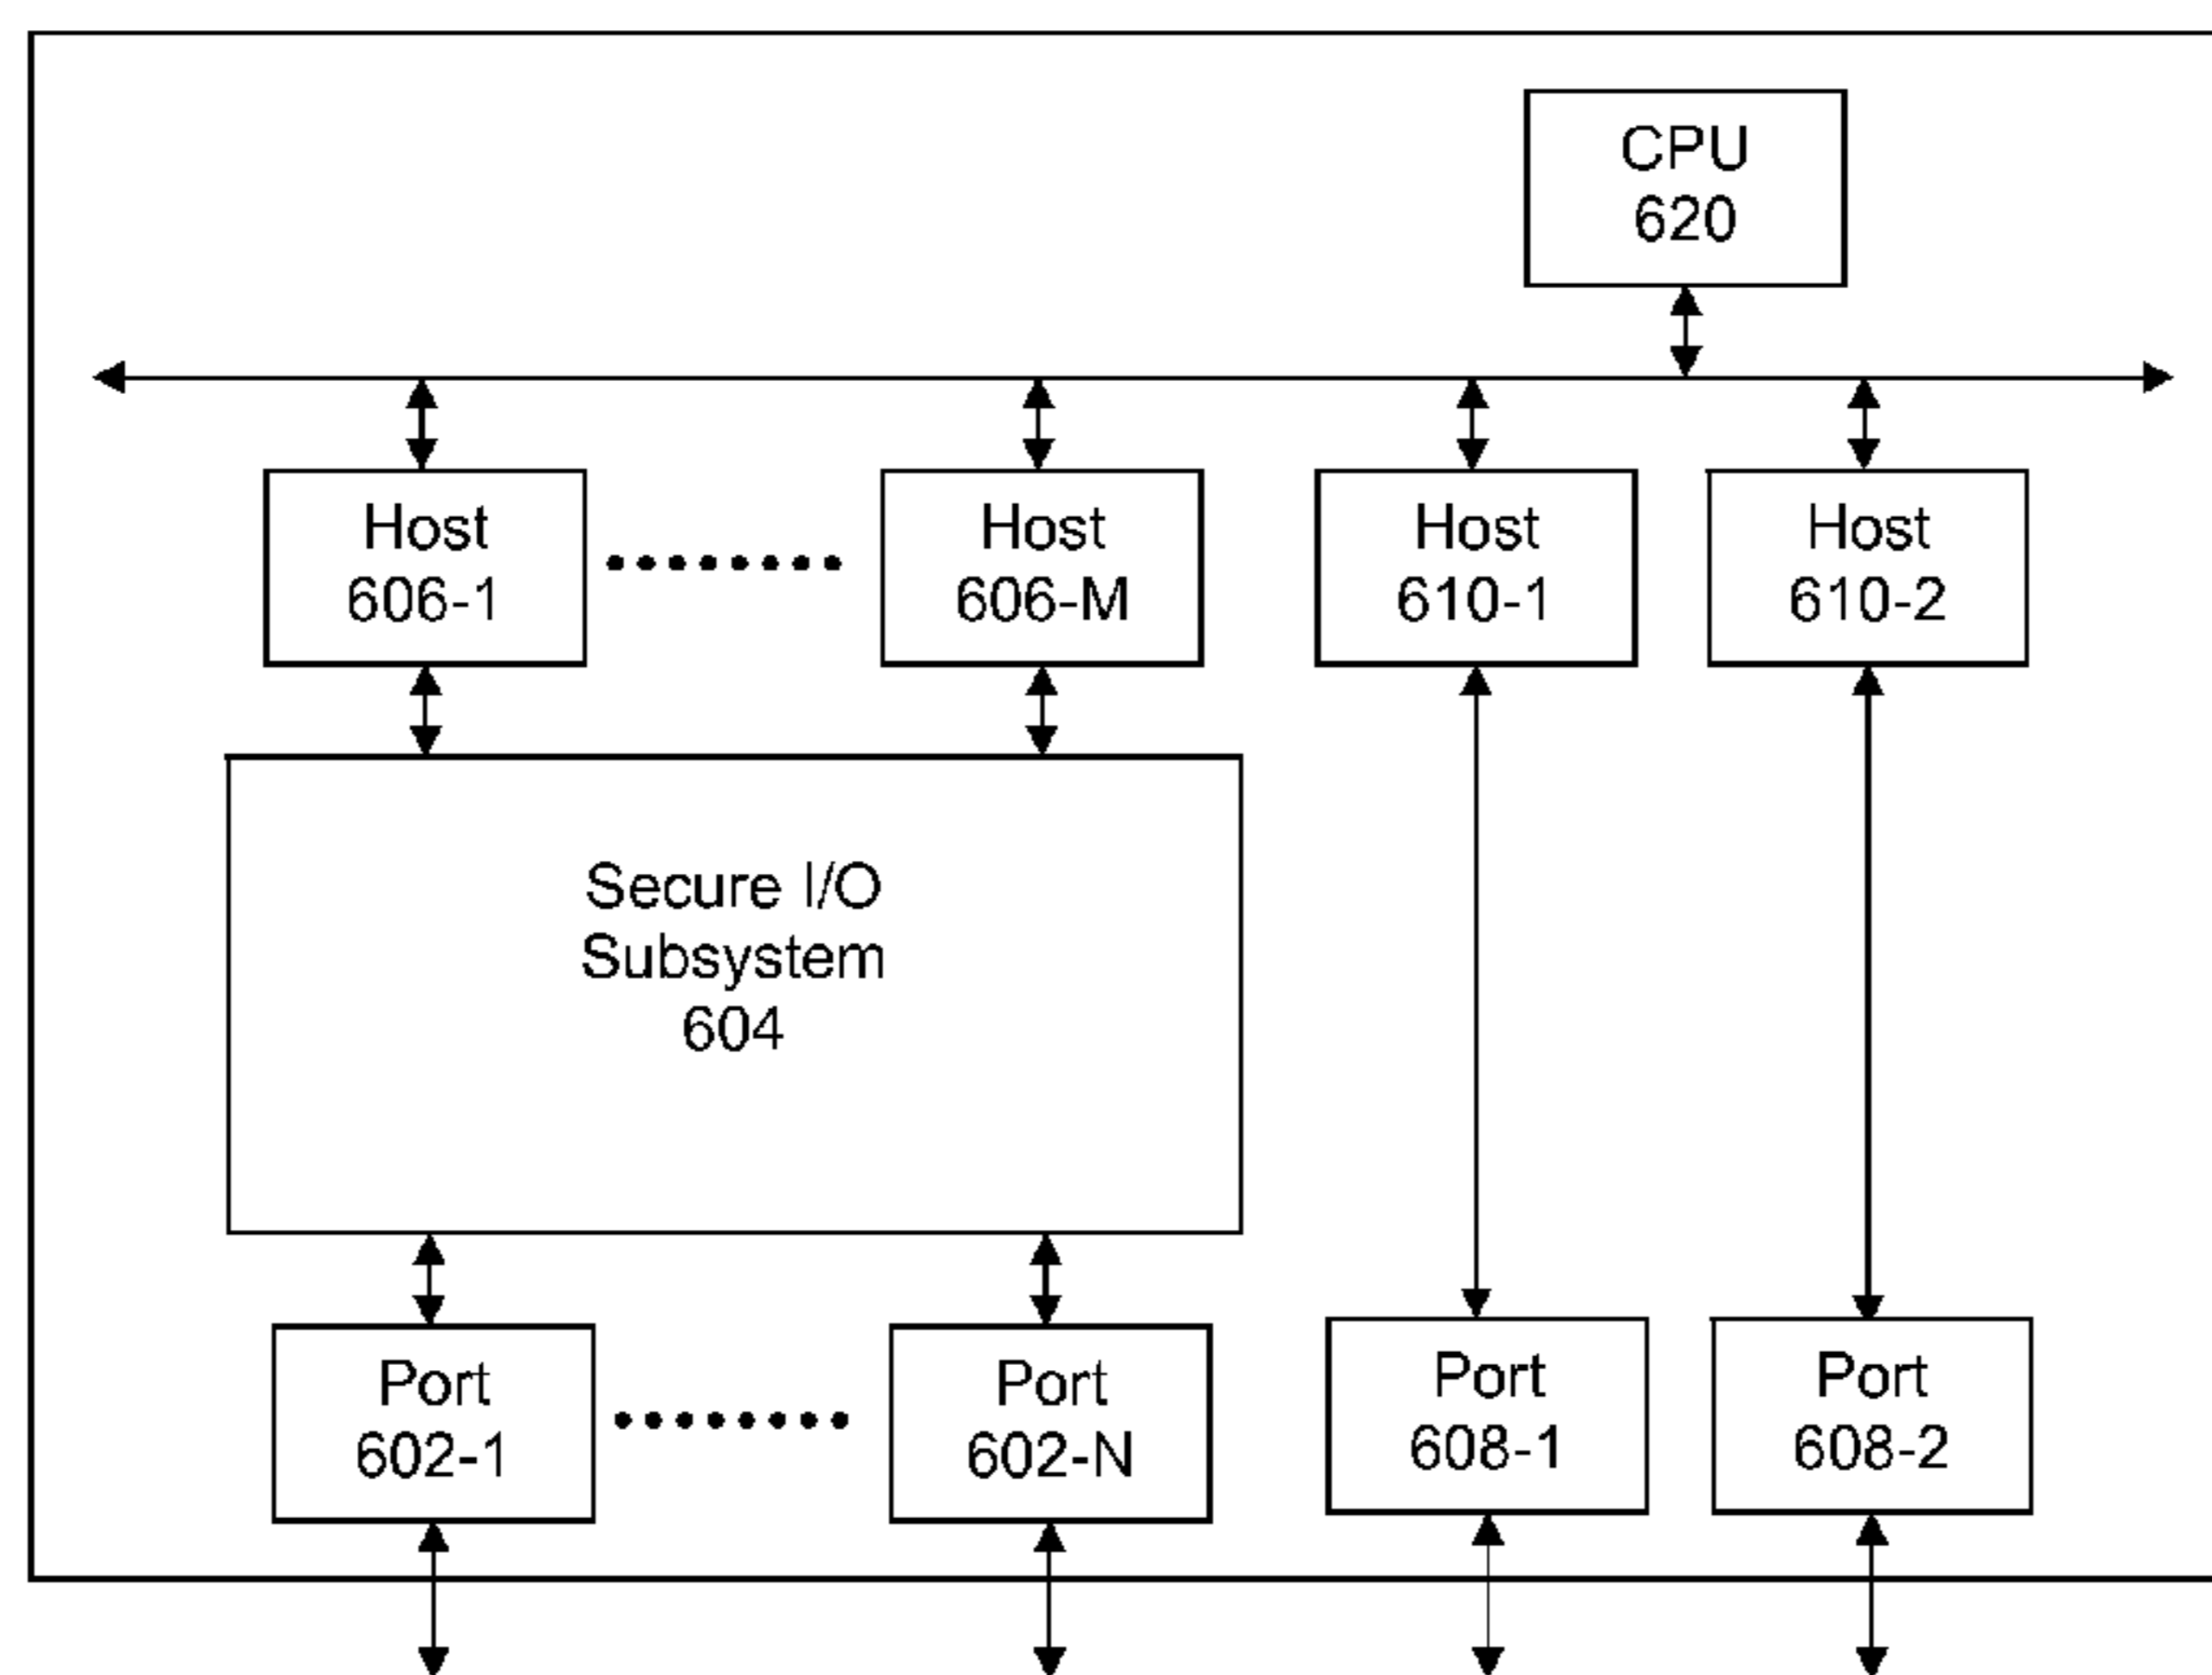 CPU
620
Host
606-1
Host
606-M
Host
610-1
Host
610-2
Secure I/O
Subsystem
604
Port
602-1
Port
602-N
Port
608-1
Port
608-2